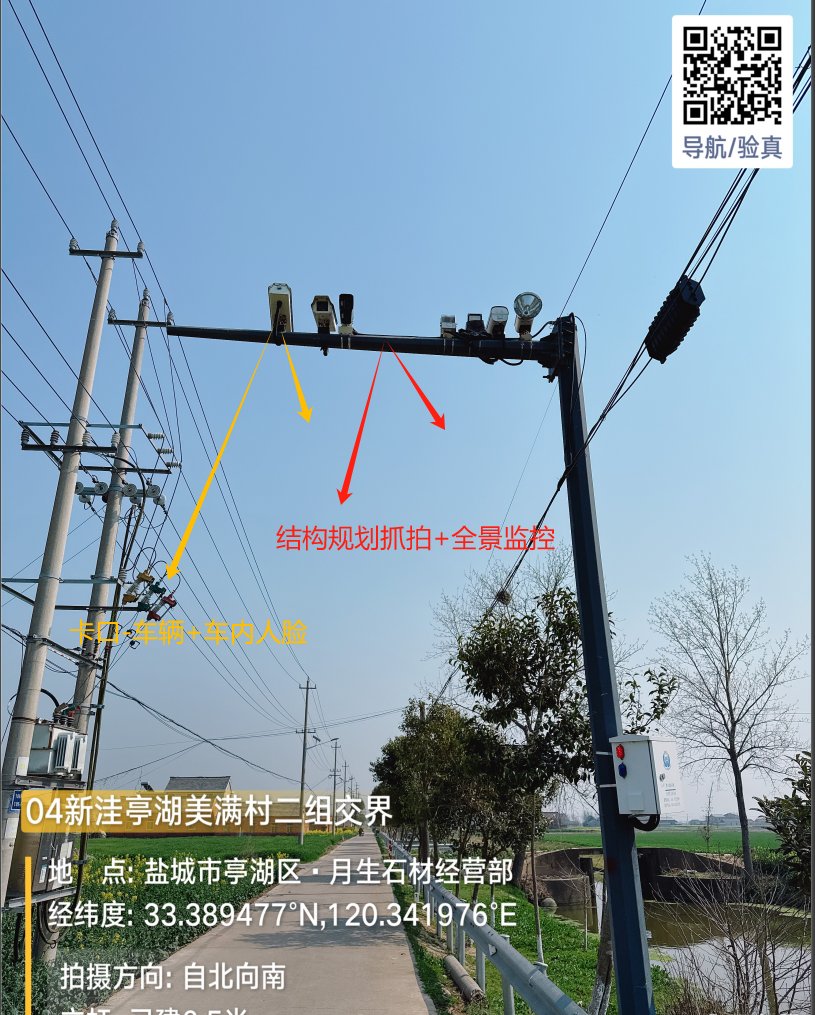 导航/验真
结构规划抓拍+全景监控
卡口-车辆+车内人脸
04新洼亭湖美满村二组交界
地 点: 盐城市亭湖区·月生石材经营部
经纬度: 33.389477°N,120.341976°E
拍摄方向: 自北向南